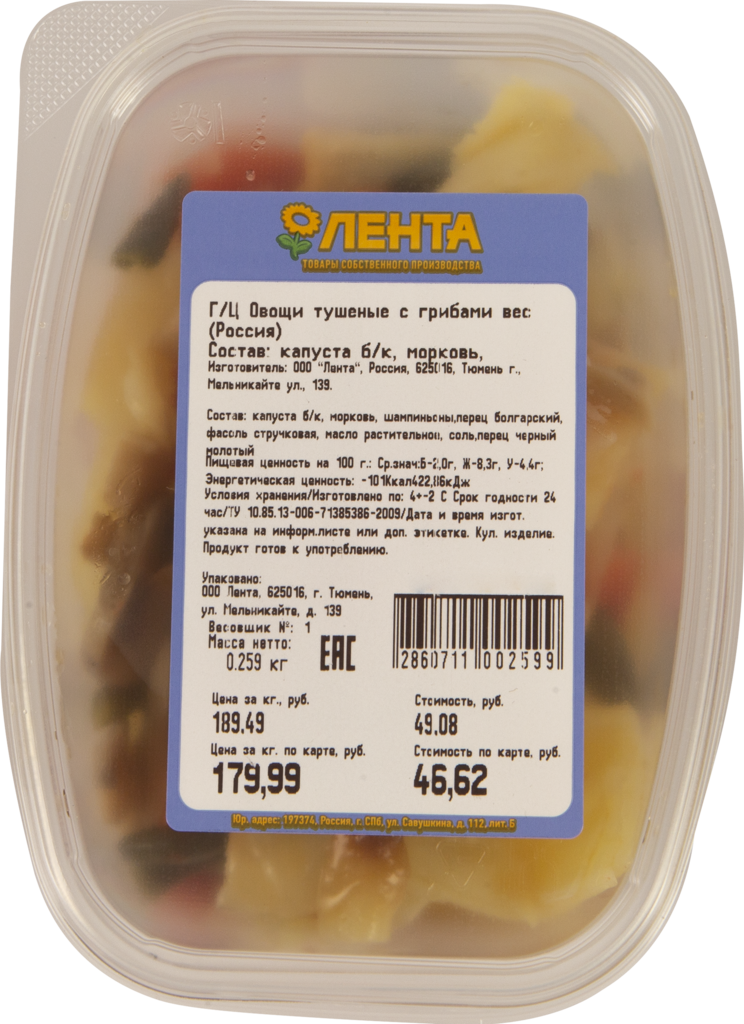 ЛЕНТА
ТОВАРЫ СОБСТВЕННОГО ПРОИЗВОДСТВА
Г/Ц Овощи тушеные с грибами вес
(Россия)
Состав: капуста б/к, морковь,
Изготовитель: ООО "Лента", Россия, 625016, Тюмень г.,
Мельникайте ул., 139.
Состав: капуста б/к, морковь, шампиньоны,перец болгарский,
фасоль стручковая, масло растительное, соль,перец черный
молотый
Пищевая ценность на 100 г.: Ср.знач:Б-2,0г, Ж-8,3г, У-4,4г;
Энергетическая ценность: -101Ккал422,86кДж
Условия хранения/Изготовлено по: 4+-2 С Срок годности 24
час/ТУ 10.85.13-006-71385386-2009/Дата и время изгот.
указана на информ.листе или доп. этикетке. Кул. изделие.
Продукт готов к употреблению.
Упаковано:
ООО Лента, 625016, г. Тюмень,
ул. Мельникайте, д. 139
Весовщик №: 1
Масса нетто:
0.259 кг
ЕАС
2860711 002599
Цена за кг., руб.
189.49
Стоимость, руб.
49.08
Цена за кг. по карте, руб.
179,99
Стоимость по карте, руб.
46,62
Юр. адрес: 197374, Россия, г. СПб, ул. Савушкина, д. 112, лит. Б